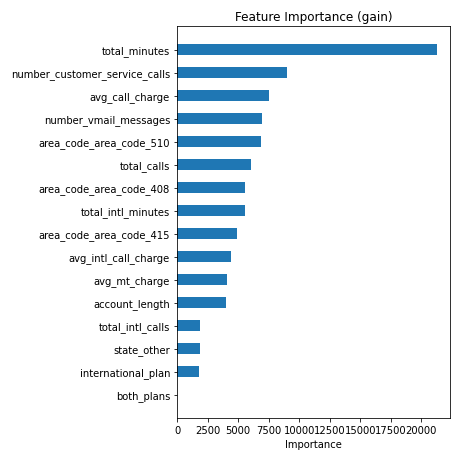 Feature Importance (gain)
total_minutes
number_customer_service_calls
avg_call_charge
number_vmail_messages
area_code_area_code_510
total_calls
area_code_area_code_408
total_intl_minutes
area_code_area_code_415
avg_intl_call_charge
avg_mt_charge
account_length
total_intl_calls
state_other
international_plan
both_plans
0 2500 5000 7500 10000 12500 15000 17500 20000
Importance